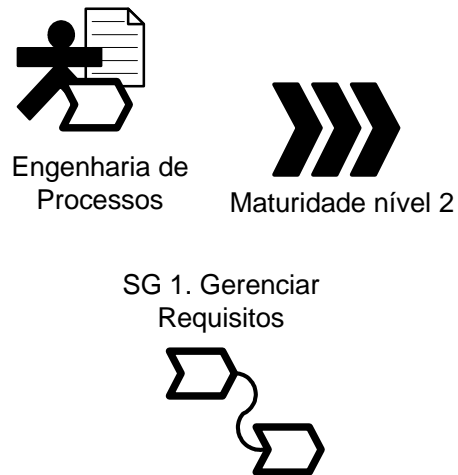 Engenharia de
Processos
Maturidade nível 2
SG 1. Gerenciar
Requisitos